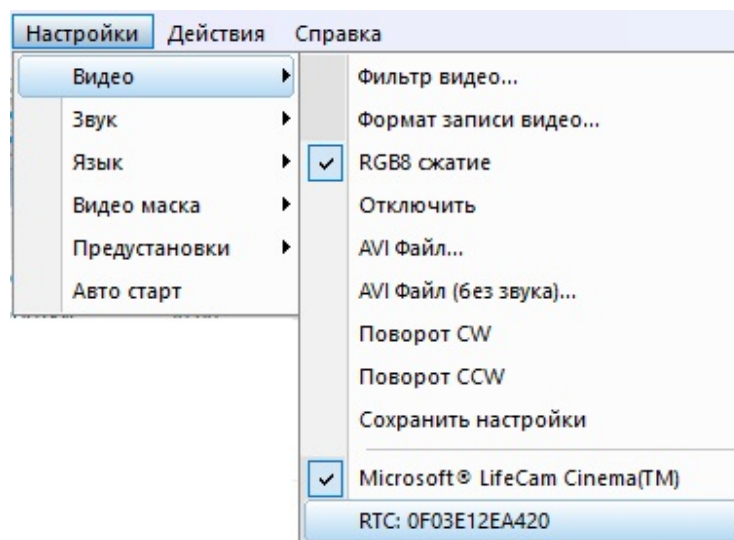 Настройки Действия Справка
Видео
Звук
Язык
Видео маска
Предустановки
Авто старт
Фильтр видео...
Формат записи видео...
RGB8 сжатие
Отключить
AVI Файл...
AVI Файл (без звука)...
Поворот CW
Поворот CCW
Сохранить настройки
Microsoft® LifeCam Cinema(TM)
RTC: 0F03E12EA420